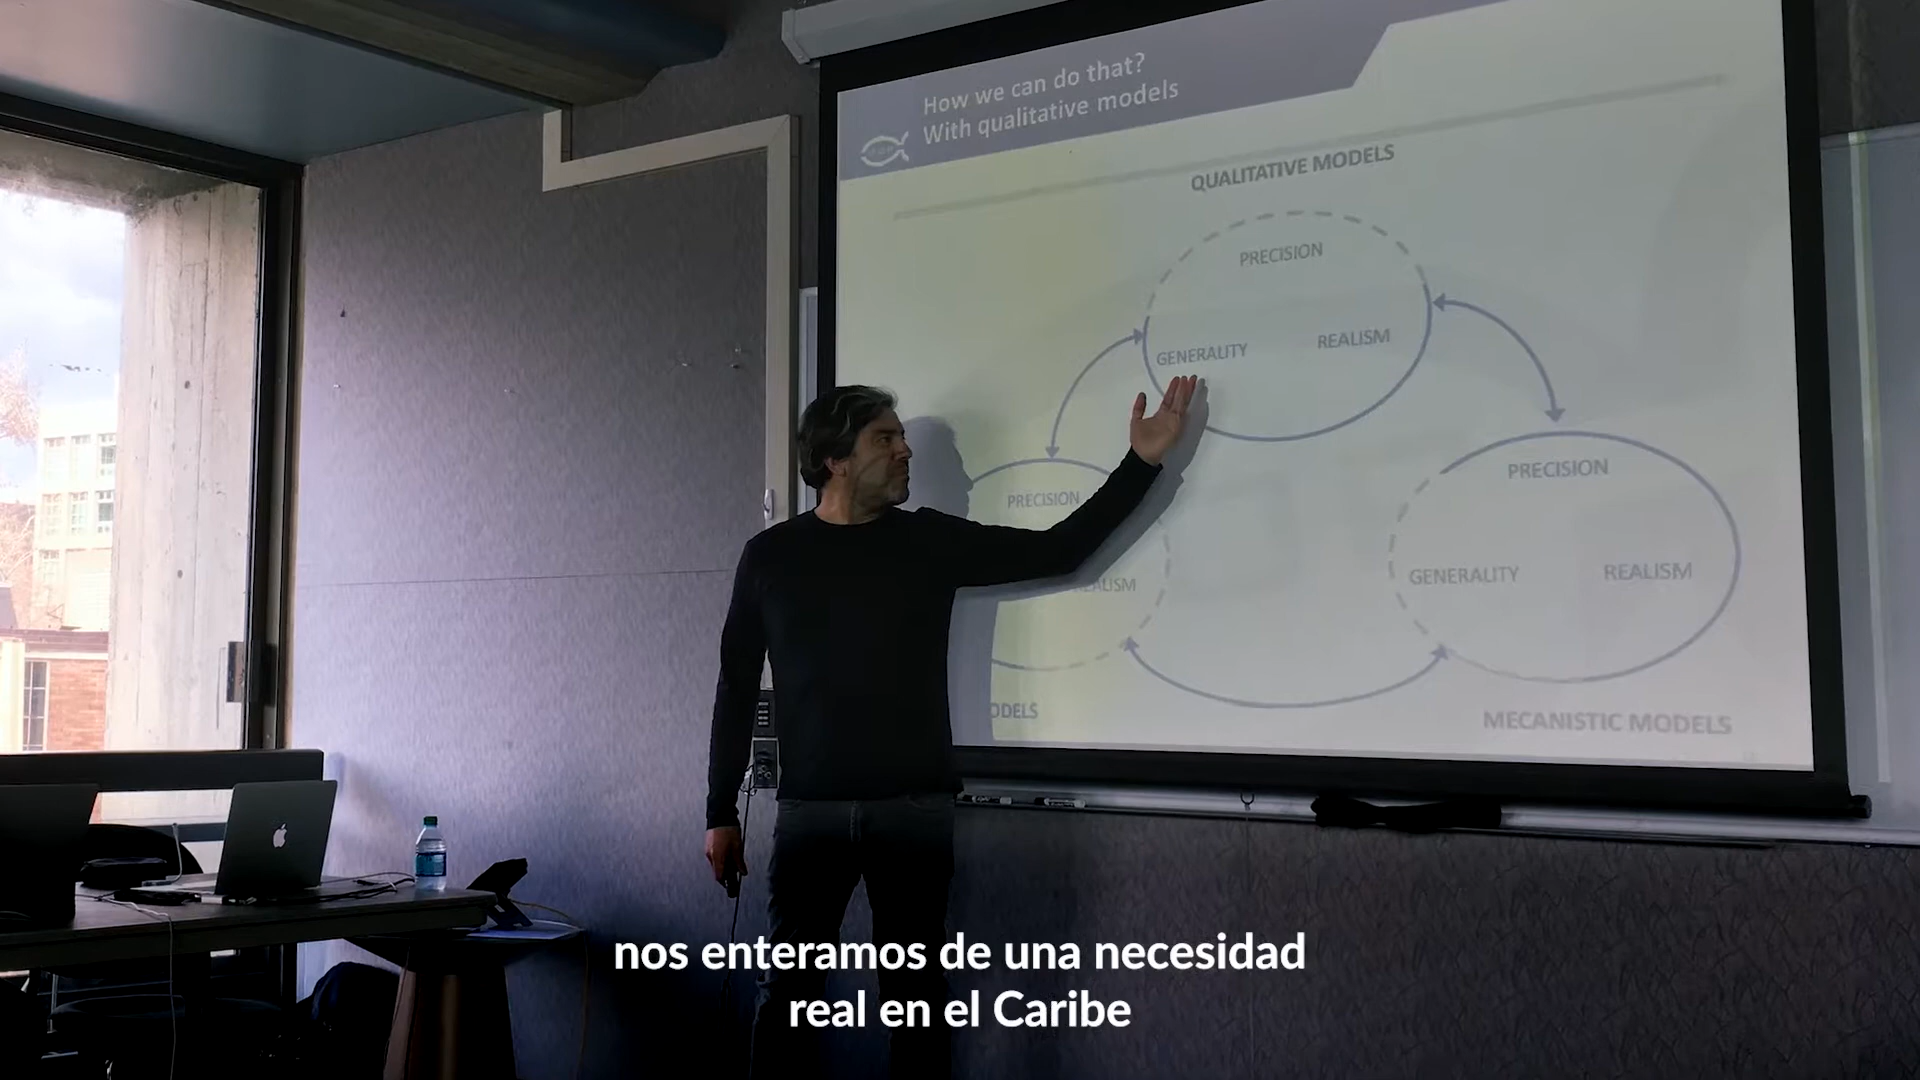 How we can do that?
With qualitative models
QUALITATIVE MODELS
PRECISION
GENERALITY
REALISM
PRECISION
PRECISION
GENERALITY
REALISM
MECANISTIC MODELS
nos enteramos de una necesidad
real en el Caribe